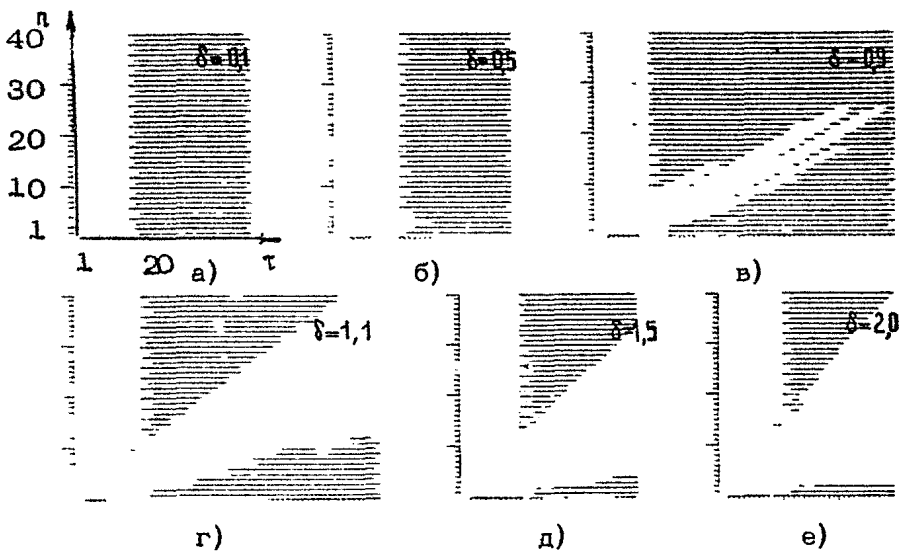 n
40
δ=0,1
δ=0,5
δ=0,9
30
20
10
1
1 20 τ
а) б) в)
δ=1,1
δ=1,5
δ=2,0
г) д) е)